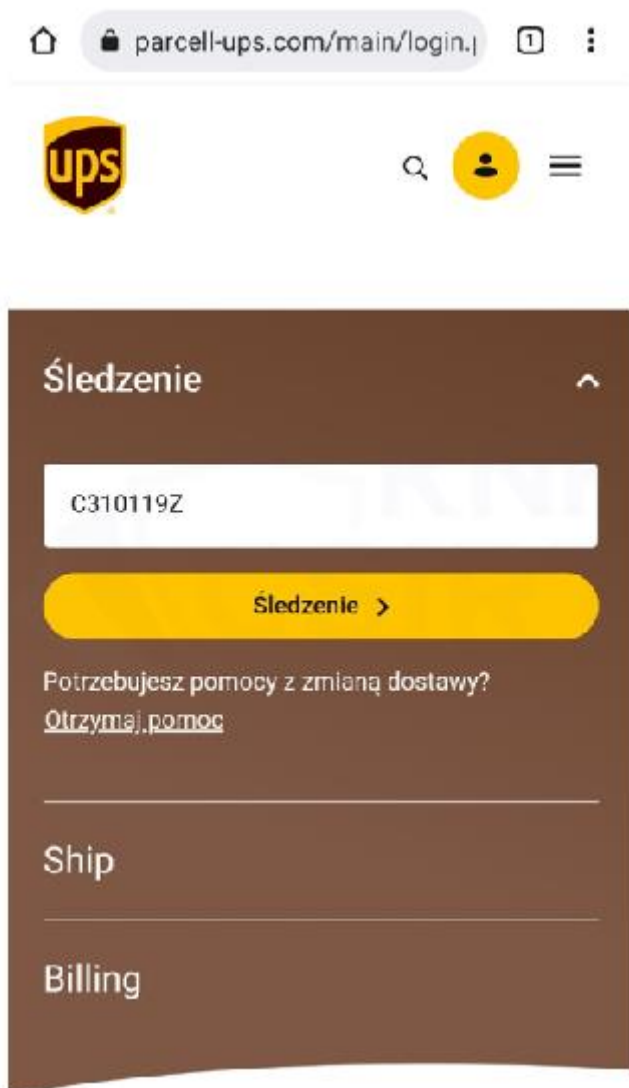 parcell-ups.com/main/login.p
1
ups
Śledzenie
C310119Z
Śledzenie
Potrzebujesz pomocy z zmianą dostawy?
Otrzymaj pomoc
Ship
Billing